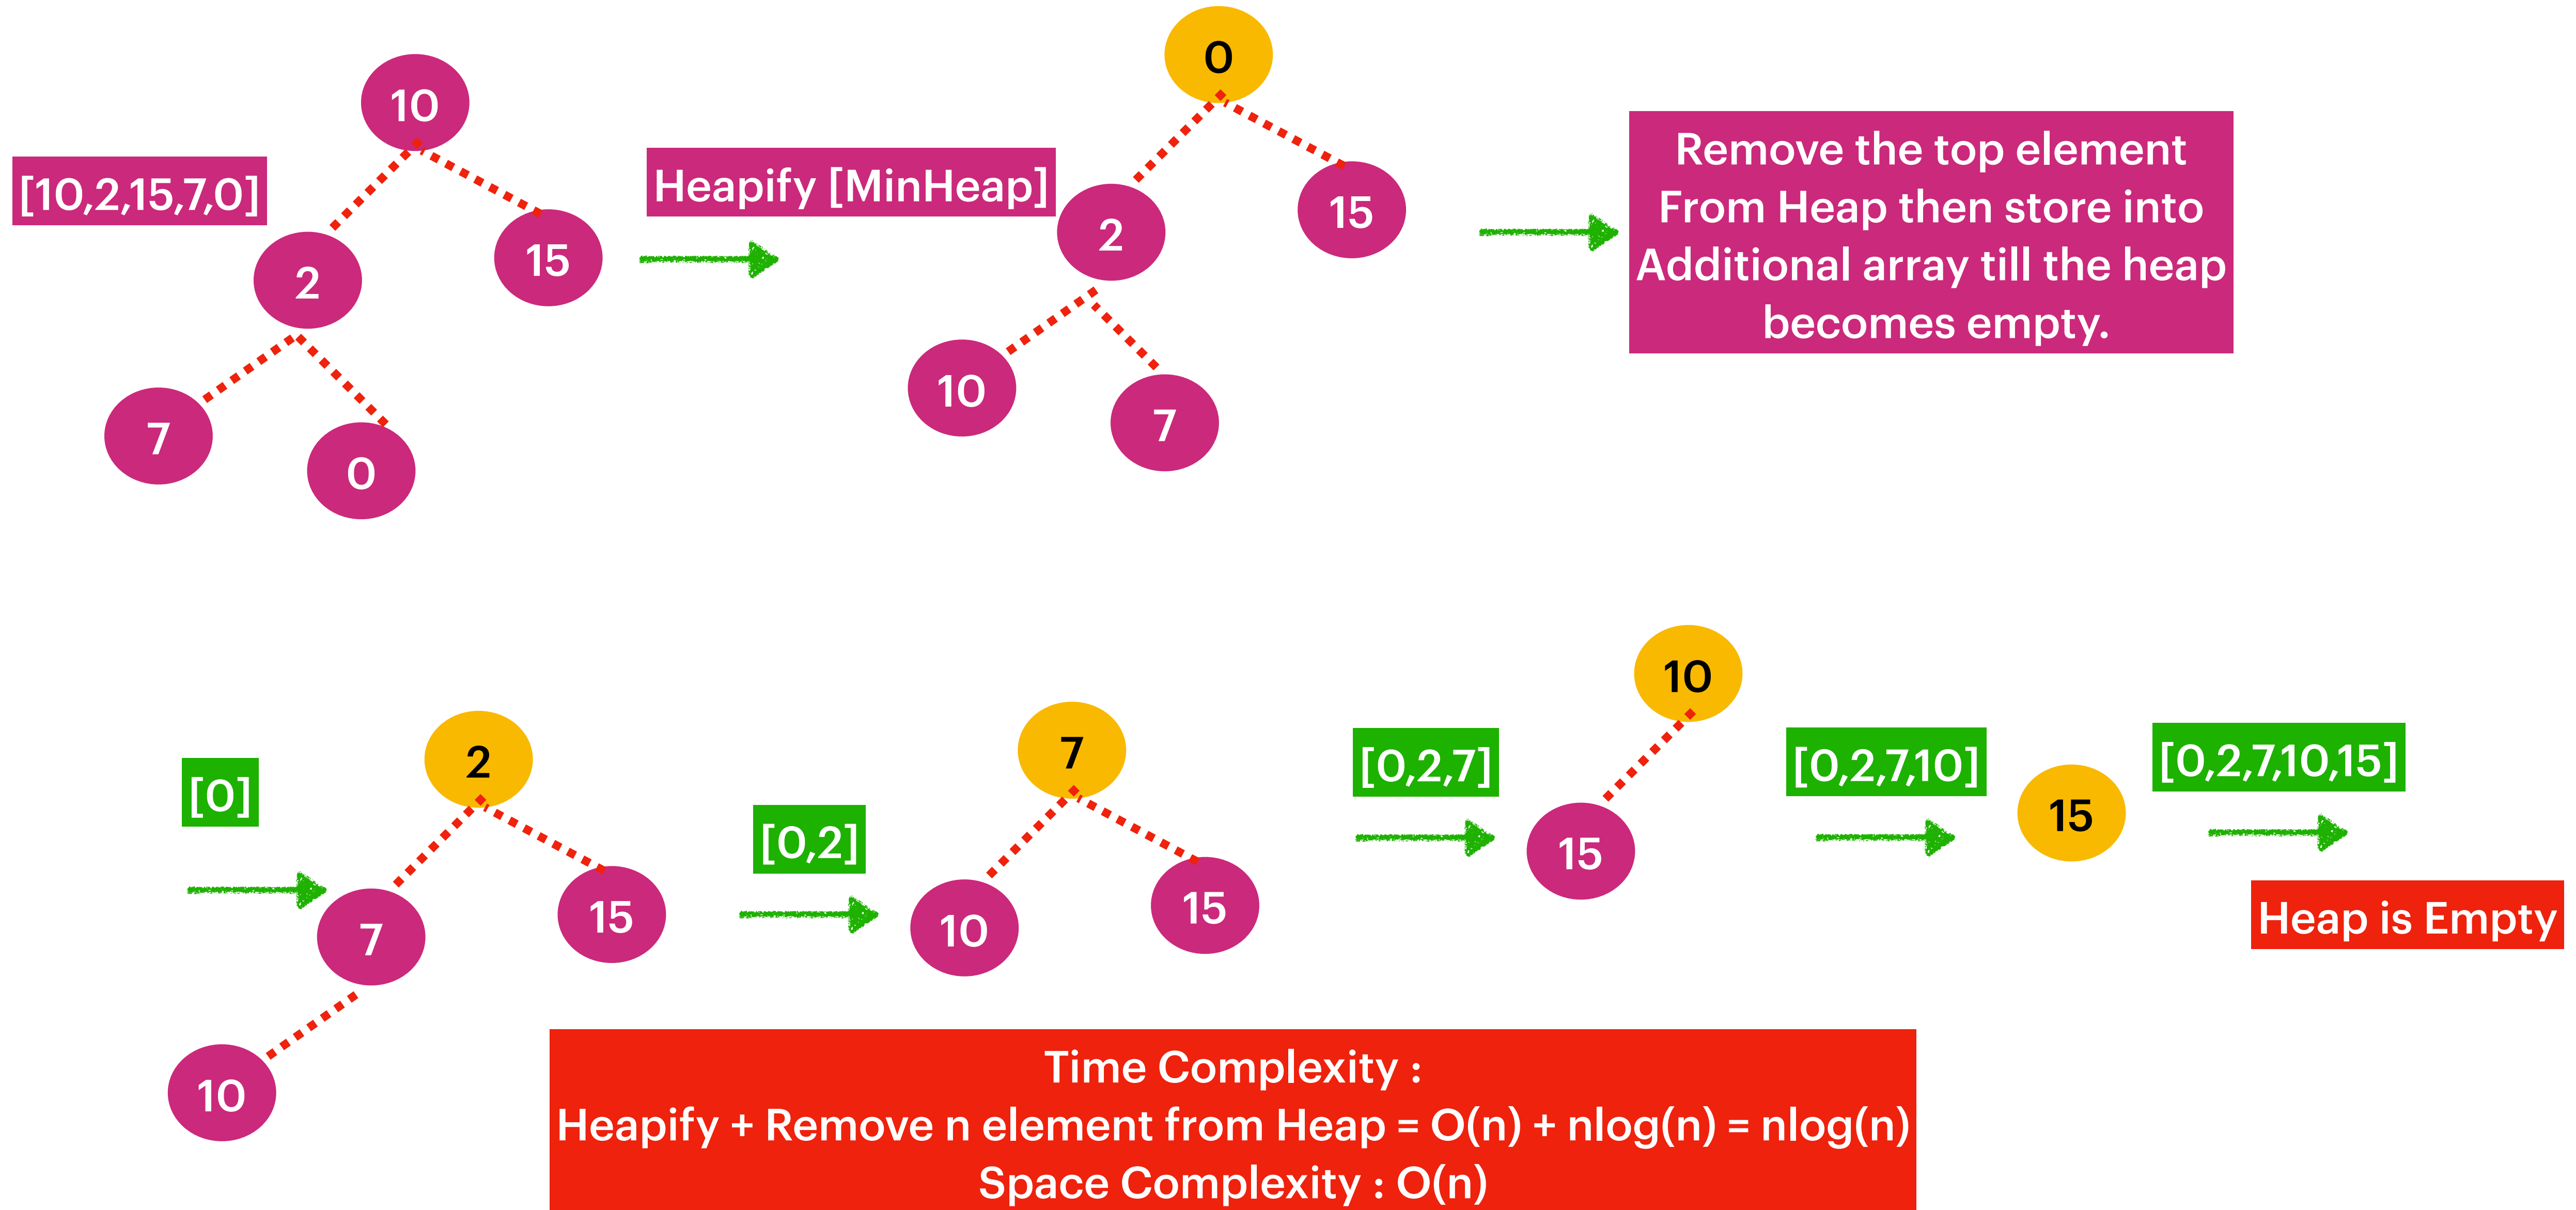 10
[10,2,15,7,0]
2
15
7
0
Heapify [MinHeap]
0
2
15
10
7
Remove the top element
From Heap then store into
Additional array till the heap
becomes empty.
[0]
2
7
15
10
[0,2]
7
10
15
[0,2,7]
10
15
[0,2,7,10]
15
[0,2,7,10,15]
Heap is Empty
Time Complexity :
Heapify + Remove n element from Heap = O(n) + nlog(n) = nlog(n)
Space Complexity : O(n)